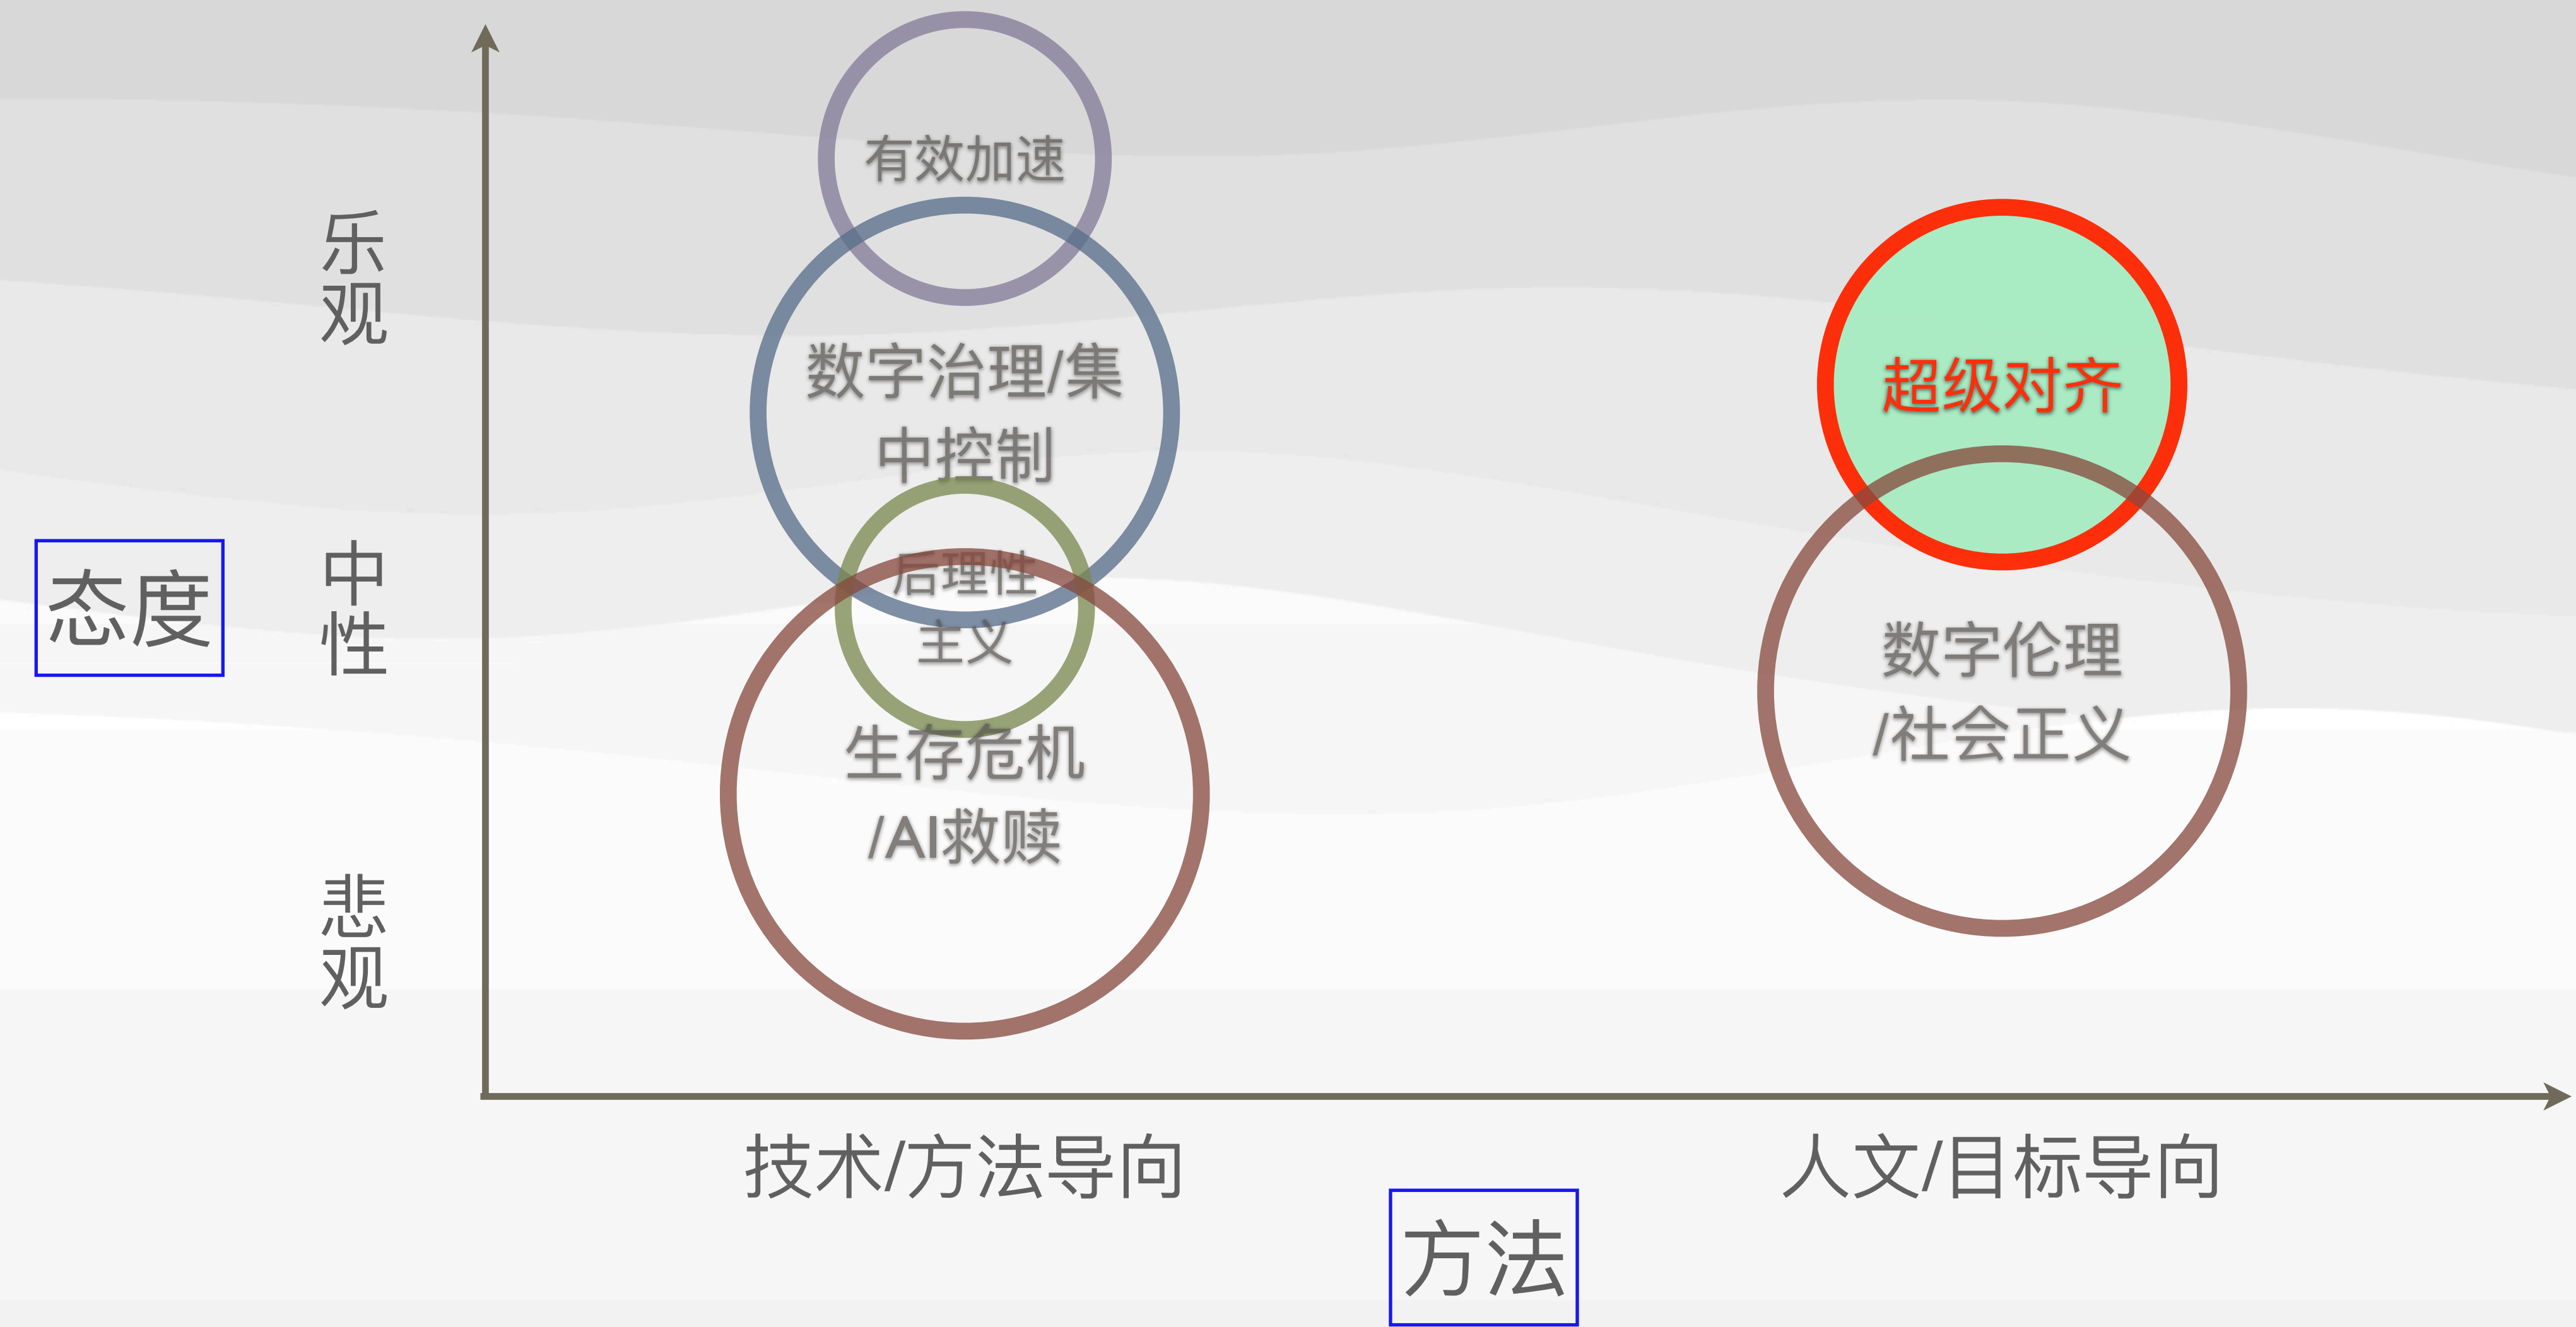 有效加速
乐观
数字治理/集
中控制
超级对齐
态度
中性
后理性
主义
数字伦理
/社会正义
生存危机
/AI救赎
悲观
技术/方法导向
人文/目标导向
方法